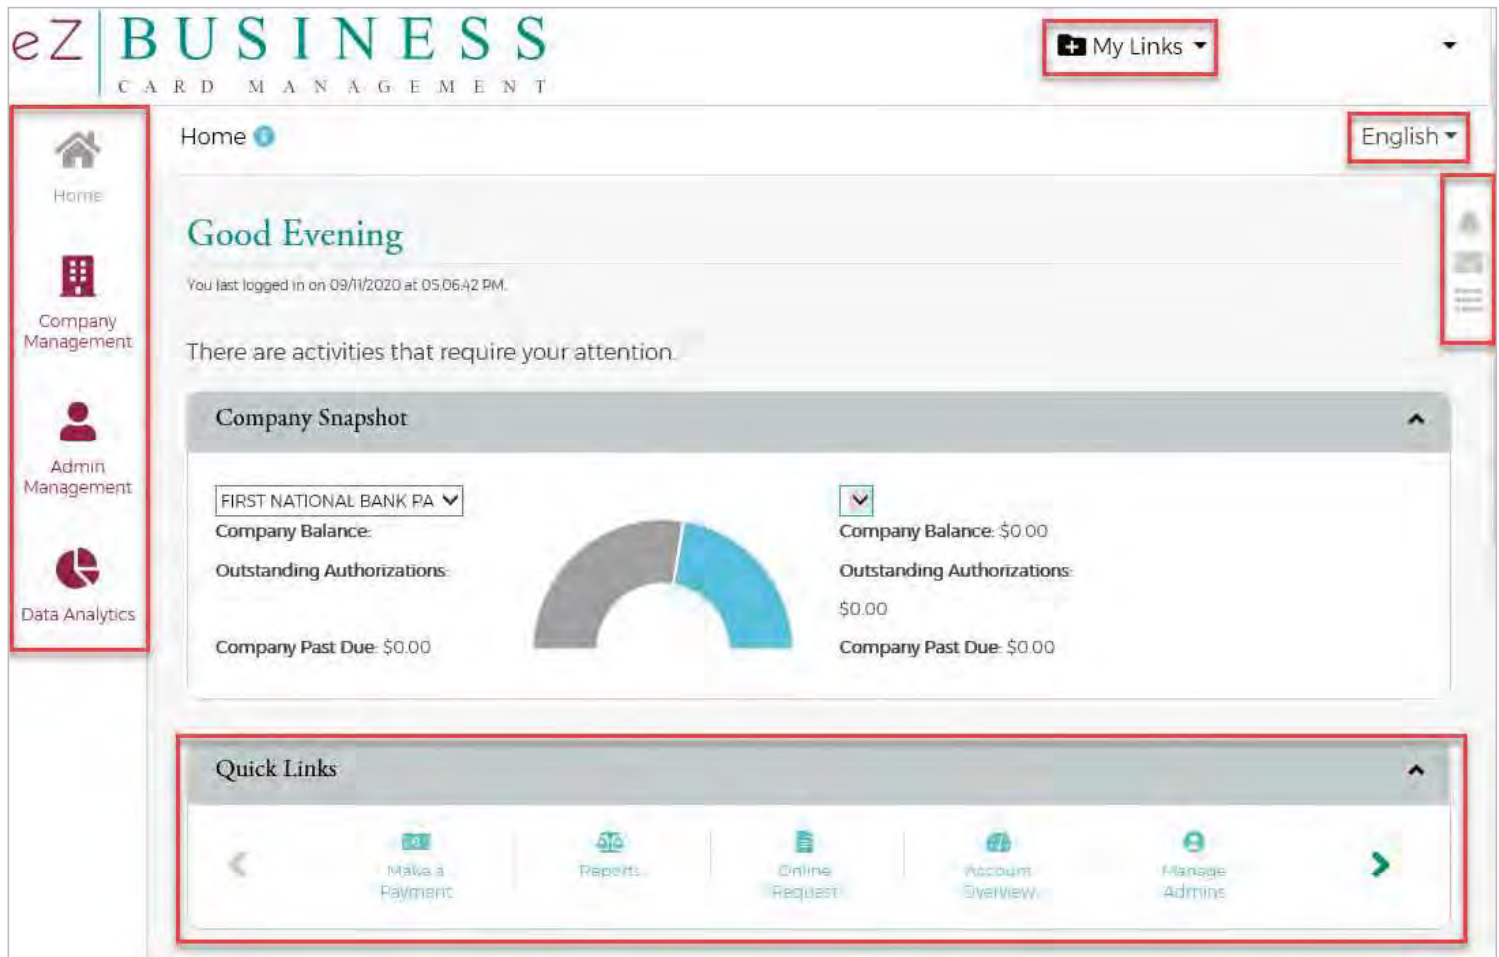 eZ BUSINESS
CARD MANAGEMENT
My Links
Home
English
Home
Company
Management
Admin
Management
Data Analytics
Good Evening
You last logged in on 09/11/2020 at 05:06:42 PM.
There are activities that require your attention.
Company Snapshot
FIRST NATIONAL BANK PA
Company Balance:
Outstanding Authorizations:
Company Past Due: $0.00
Company Balance: $0.00
Outstanding Authorizations:
$0.00
Company Past Due: $0.00
Quick Links
Make a
Payment
Reports
Online
Request
Account
Overview
Manage
Admins